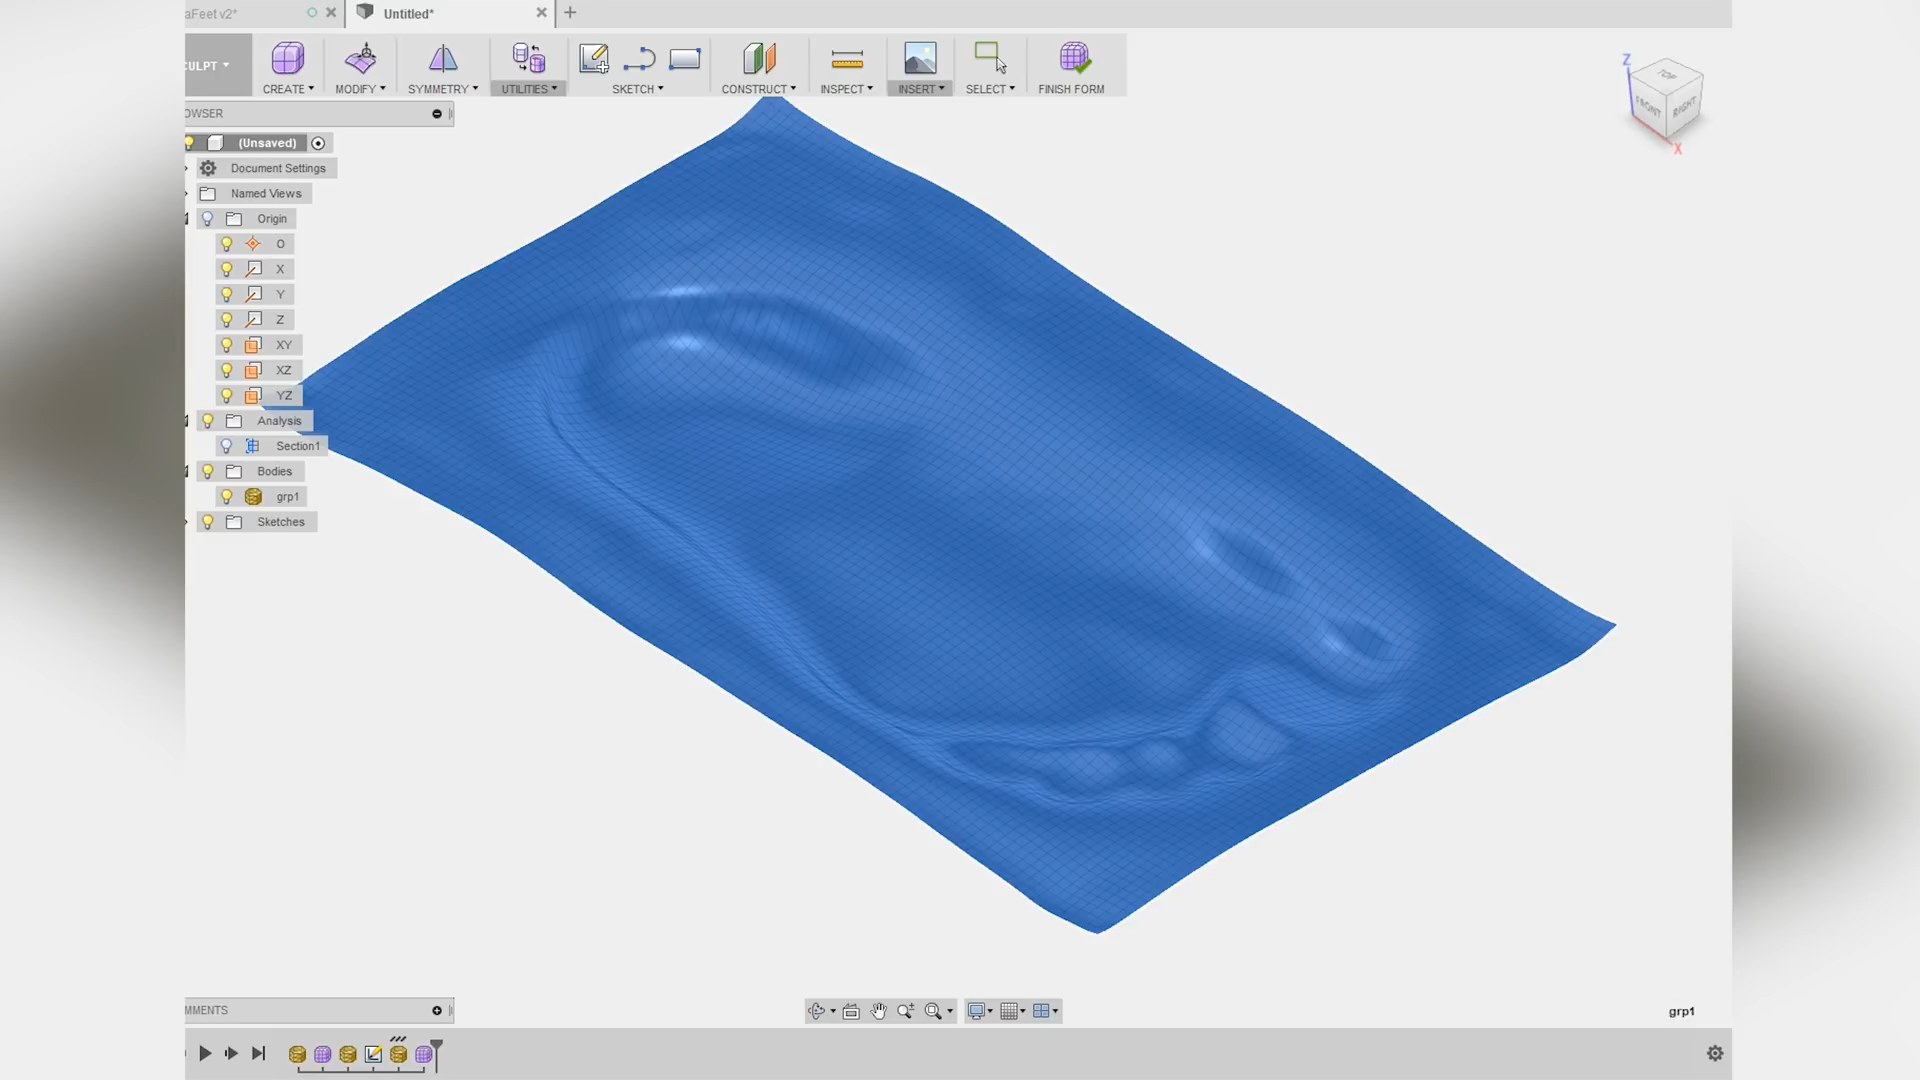 aFeet v2*
Untitled*
CULPT
CREATE
MODIFY
SYMMETRY
UTILITIES
SKETCH
CONSTRUCT
INSPECT
INSERT
SELECT
FINISH FORM
Z
TOP
FRONT
RIGHT
X
OWSER
(Unsaved)
Document Settings
Named Views
Origin
O
X
Y
Z
XY
XZ
YZ
Analysis
Section1
Bodies
grp1
Sketches
MMENTS
grp1